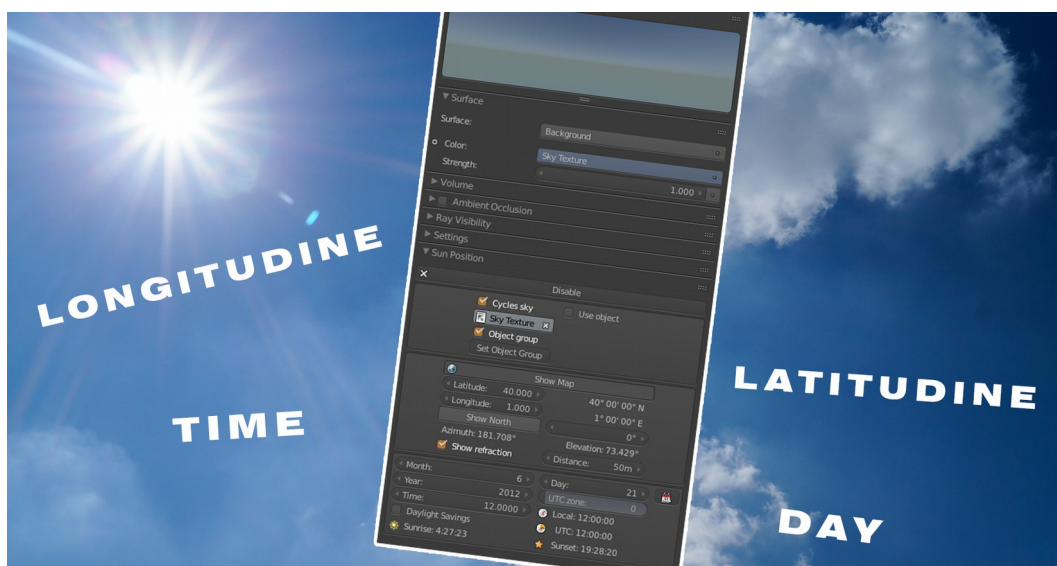 LONGITUDINE
TIME
▼ Surface
Surface:
Background
Color:
Sky Texture
Strength:
1.000
▶ Volume
▶ Ambient Occlusion
▶ Ray Visibility
▶ Settings
▼ Sun Position
Disable
Cycles sky
Use object
Sky Texture
Object group
Set Object Group
Show Map
Latitude: 40.000
40° 00' 00" N
Longitude: 1.000
1° 00' 00" E
Show North
0°
Azimuth: 181.708°
Elevation: 73.429°
Show refraction
Distance: 50m
Month: 6
Day: 21
Year: 2012
UTC zone: 0
Time: 12.0000
Local: 12:00:00
Daylight Savings
UTC: 12:00:00
Sunrise: 4:27:23
Sunset: 19:28:20
LATITUDINE
DAY